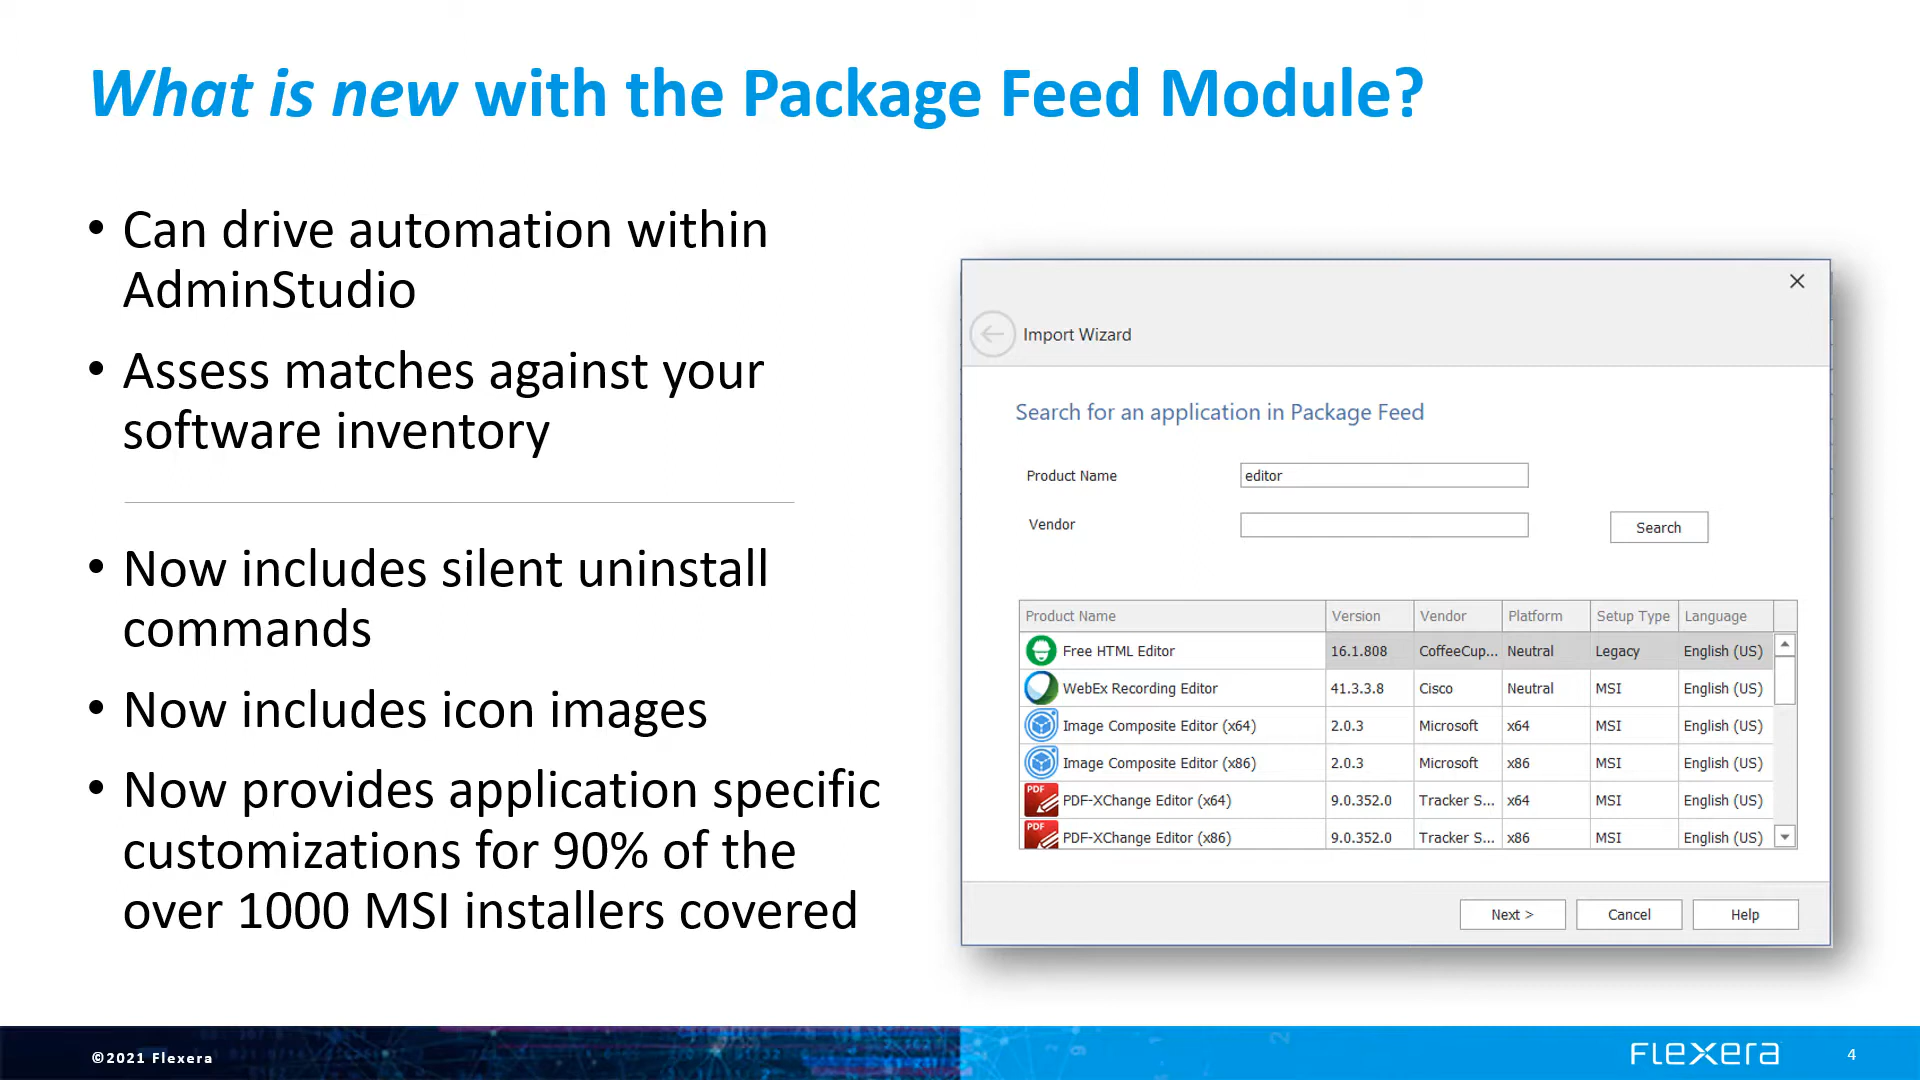 What is new with the Package Feed Module?
• Can drive automation within
AdminStudio
• Assess matches against your
software inventory
• Now includes silent uninstall
commands
• Now includes icon images
• Now provides application specific
customizations for 90% of the
over 1000 MSI installers covered
Import Wizard
Search for an application in Package Feed
Product Name editor
Vendor Search
Product Name Version Vendor Platform Setup Type Language
Free HTML Editor 16.1.808 CoffeeCup... Neutral Legacy English (US)
WebEx Recording Editor 41.3.3.8 Cisco Neutral MSI English (US)
Image Composite Editor (x64) 2.0.3 Microsoft x64 MSI English (US)
Image Composite Editor (x86) 2.0.3 Microsoft x86 MSI English (US)
PDF PDF-XChange Editor (x64) 9.0.352.0 Tracker S... x64 MSI English (US)
PDF PDF-XChange Editor (x86) 9.0.352.0 Tracker S... x86 MSI English (US)
Next > Cancel Help
©2021 Flexera
FLEXERA 4